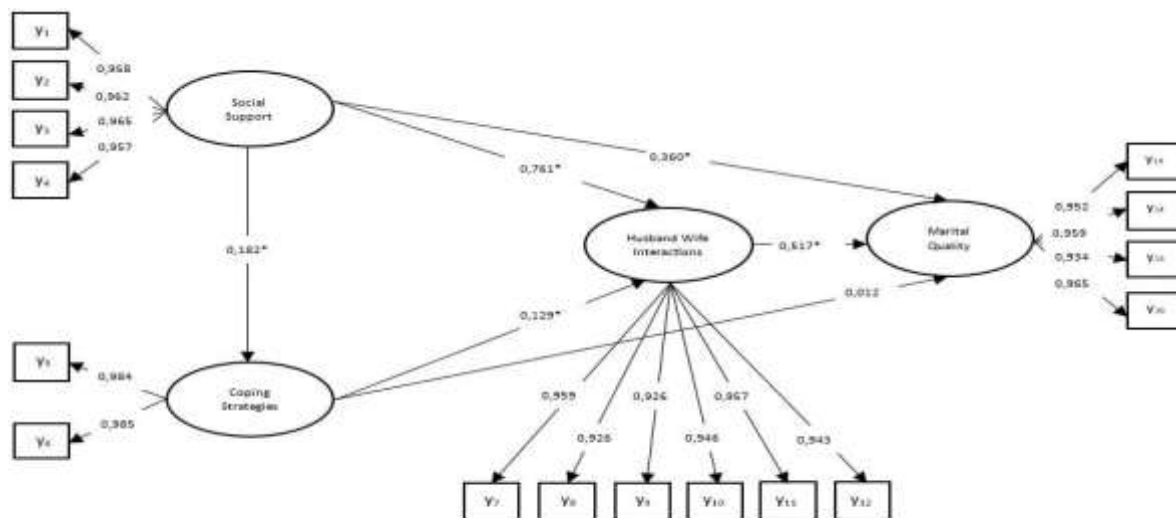 y₁
0,958
y₂
0,962
y₃
0,965
y₄
0,957
Social
Support
0,761*
0,360*
0,182*
Husband Wife
Interactions
0,517*
Marital
Quality
0,952
0,959
0,934
0,965
0,129*
0,012
Coping
Strategies
y₅
0,984
y₆
0,985
0,959
0,926
0,926
0,946
0,957
0,943
y₇
y₈
y₉
y₁₀
y₁₁
y₁₂